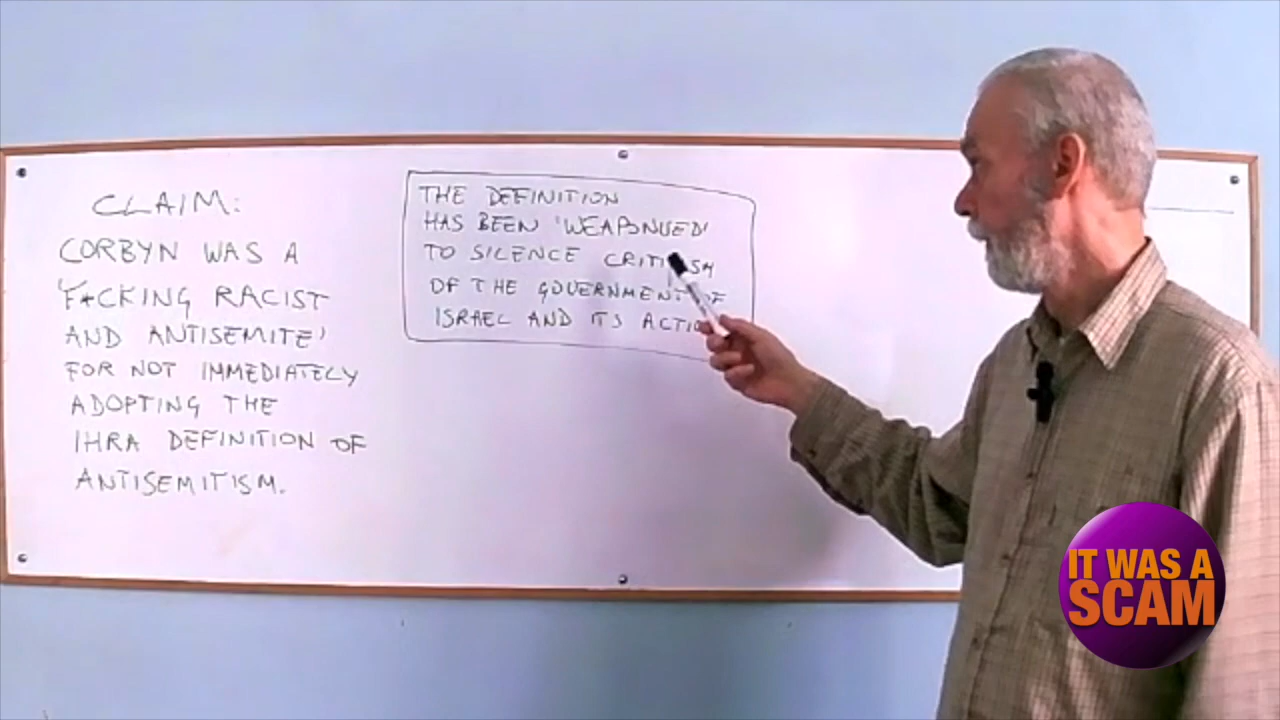 CLAIM:
CORBYN WAS A
'F*CKING RACIST
AND ANTISEMITE'
FOR NOT IMMEDIATELY
ADOPTING THE
IHRA DEFINITION OF
ANTISEMITISM.
THE DEFINITION
HAS BEEN 'WEAPONISED'
TO SILENCE
OF THE GOVERNMENT OF
ISRAEL AND ITS
IT WAS A
SCAM